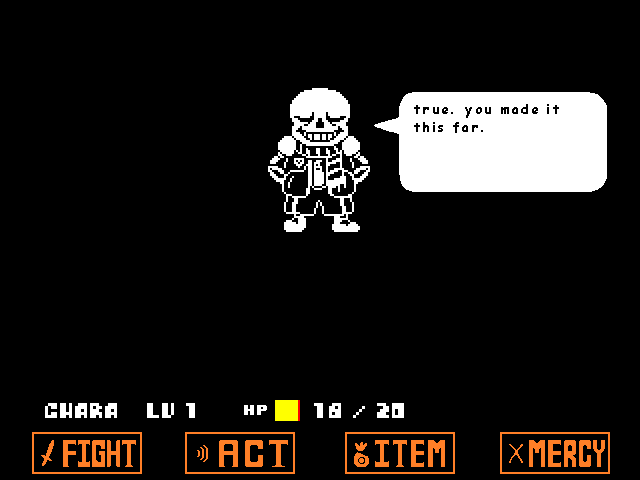 true. you made it
this far.
CHARA LV 1 HP 18 / 20
FIGHT ACT ITEM MERCY